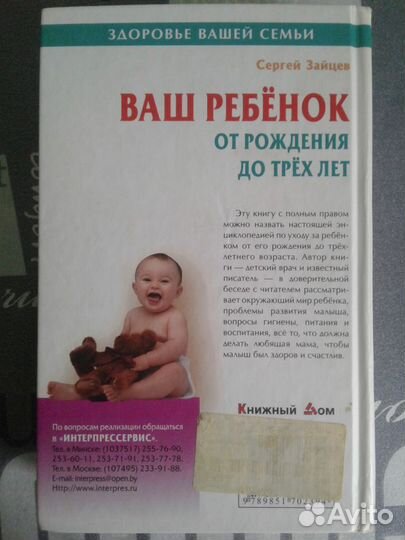 ЗДОРОВЬЕ ВАШЕЙ СЕМЬИ
Сергей Зайцев
ВАШ РЕБЁНОК
ОТ РОЖДЕНИЯ
ДО ТРЁХ ЛЕТ
Эту книгу с полным правом
можно назвать настоящей эн-
циклопедией по уходу за ребён-
ком от его рождения до трёх-
летнего возраста. Автор кни-
ги — детский врач и известный
писатель — в доверительной
беседе с читателем рассматри-
вает окружающий мир ребёнка,
проблемы развития малыша,
вопросы гигиены, питания и
воспитания, всё то, что должна
делать любящая мама, чтобы
малыш был здоров и счастлив.
Книжный Дом
По вопросам реализации обращаться
в «ИНТЕРПРЕССЕРВИС».
Тел. в Минске: (1037517) 255-76-90,
253-60-11, 253-71-91, 253-77-78.
Тел. в Москве: (107495) 233-91-88.
E-mail: interpress@open.by
Http://www.interpres.ru
Avito